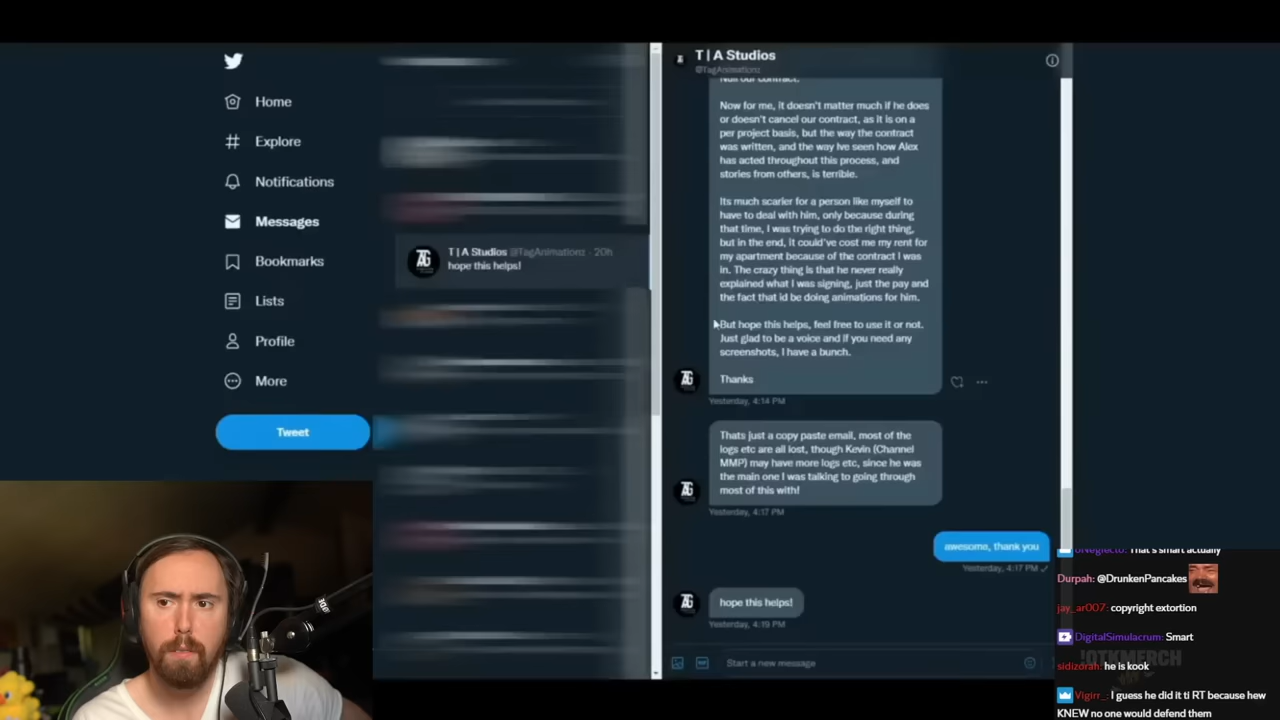 Home
Explore
Notifications
Messages
Bookmarks
Lists
Profile
More
Tweet
T | A Studios @TagAnimationz · 20h
hope this helps!
T | A Studios
@TagAnimationz
Null our contract.
Now for me, it doesn't matter much if he does
or doesn't cancel our contract, as it is on a
per project basis, but the way the contract
was written, and the way Ive seen how Alex
has acted throughout this process, and
stories from others, is terrible.
Its much scarier for a person like myself to
have to deal with him, only because during
that time, I was trying to do the right thing,
but in the end, it could've cost me my rent for
my apartment because of the contract I was
in. The crazy thing is that he never really
explained what I was signing, just the pay and
the fact that id be doing animations for him.
But hope this helps, feel free to use it or not.
Just glad to be a voice and if you need any
screenshots, I have a bunch.
Thanks
Yesterday, 4:14 PM
Thats just a copy paste email, most of the
logs etc are all lost, though Kevin (Channel
MMP) may have more logs etc, since he was
the main one I was talking to going through
most of this with!
Yesterday, 4:17 PM
awesome, thank you
Yesterday, 4:17 PM
hope this helps!
Yesterday, 4:19 PM
Start a new message
That's smart actually
Durpah: @DrunkenPancakes
jay_ar007: copyright extortion
DigitalSimulacrum: Smart
sidizorah: he is kook
Vigirr_: I guess he did it ti RT because hew
KNEW no one would defend them